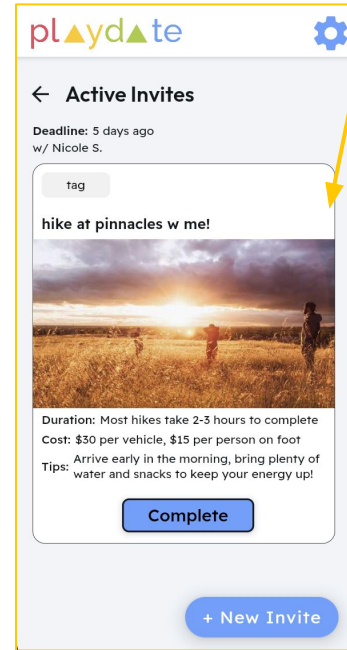 playdate
← Active Invites
Deadline: 5 days ago
w/ Nicole S.
tag
hike at pinnacles w me!
Duration: Most hikes take 2-3 hours to complete
Cost: $30 per vehicle, $15 per person on foot
Tips: Arrive early in the morning, bring plenty of
water and snacks to keep your energy up!
Complete
+ New Invite